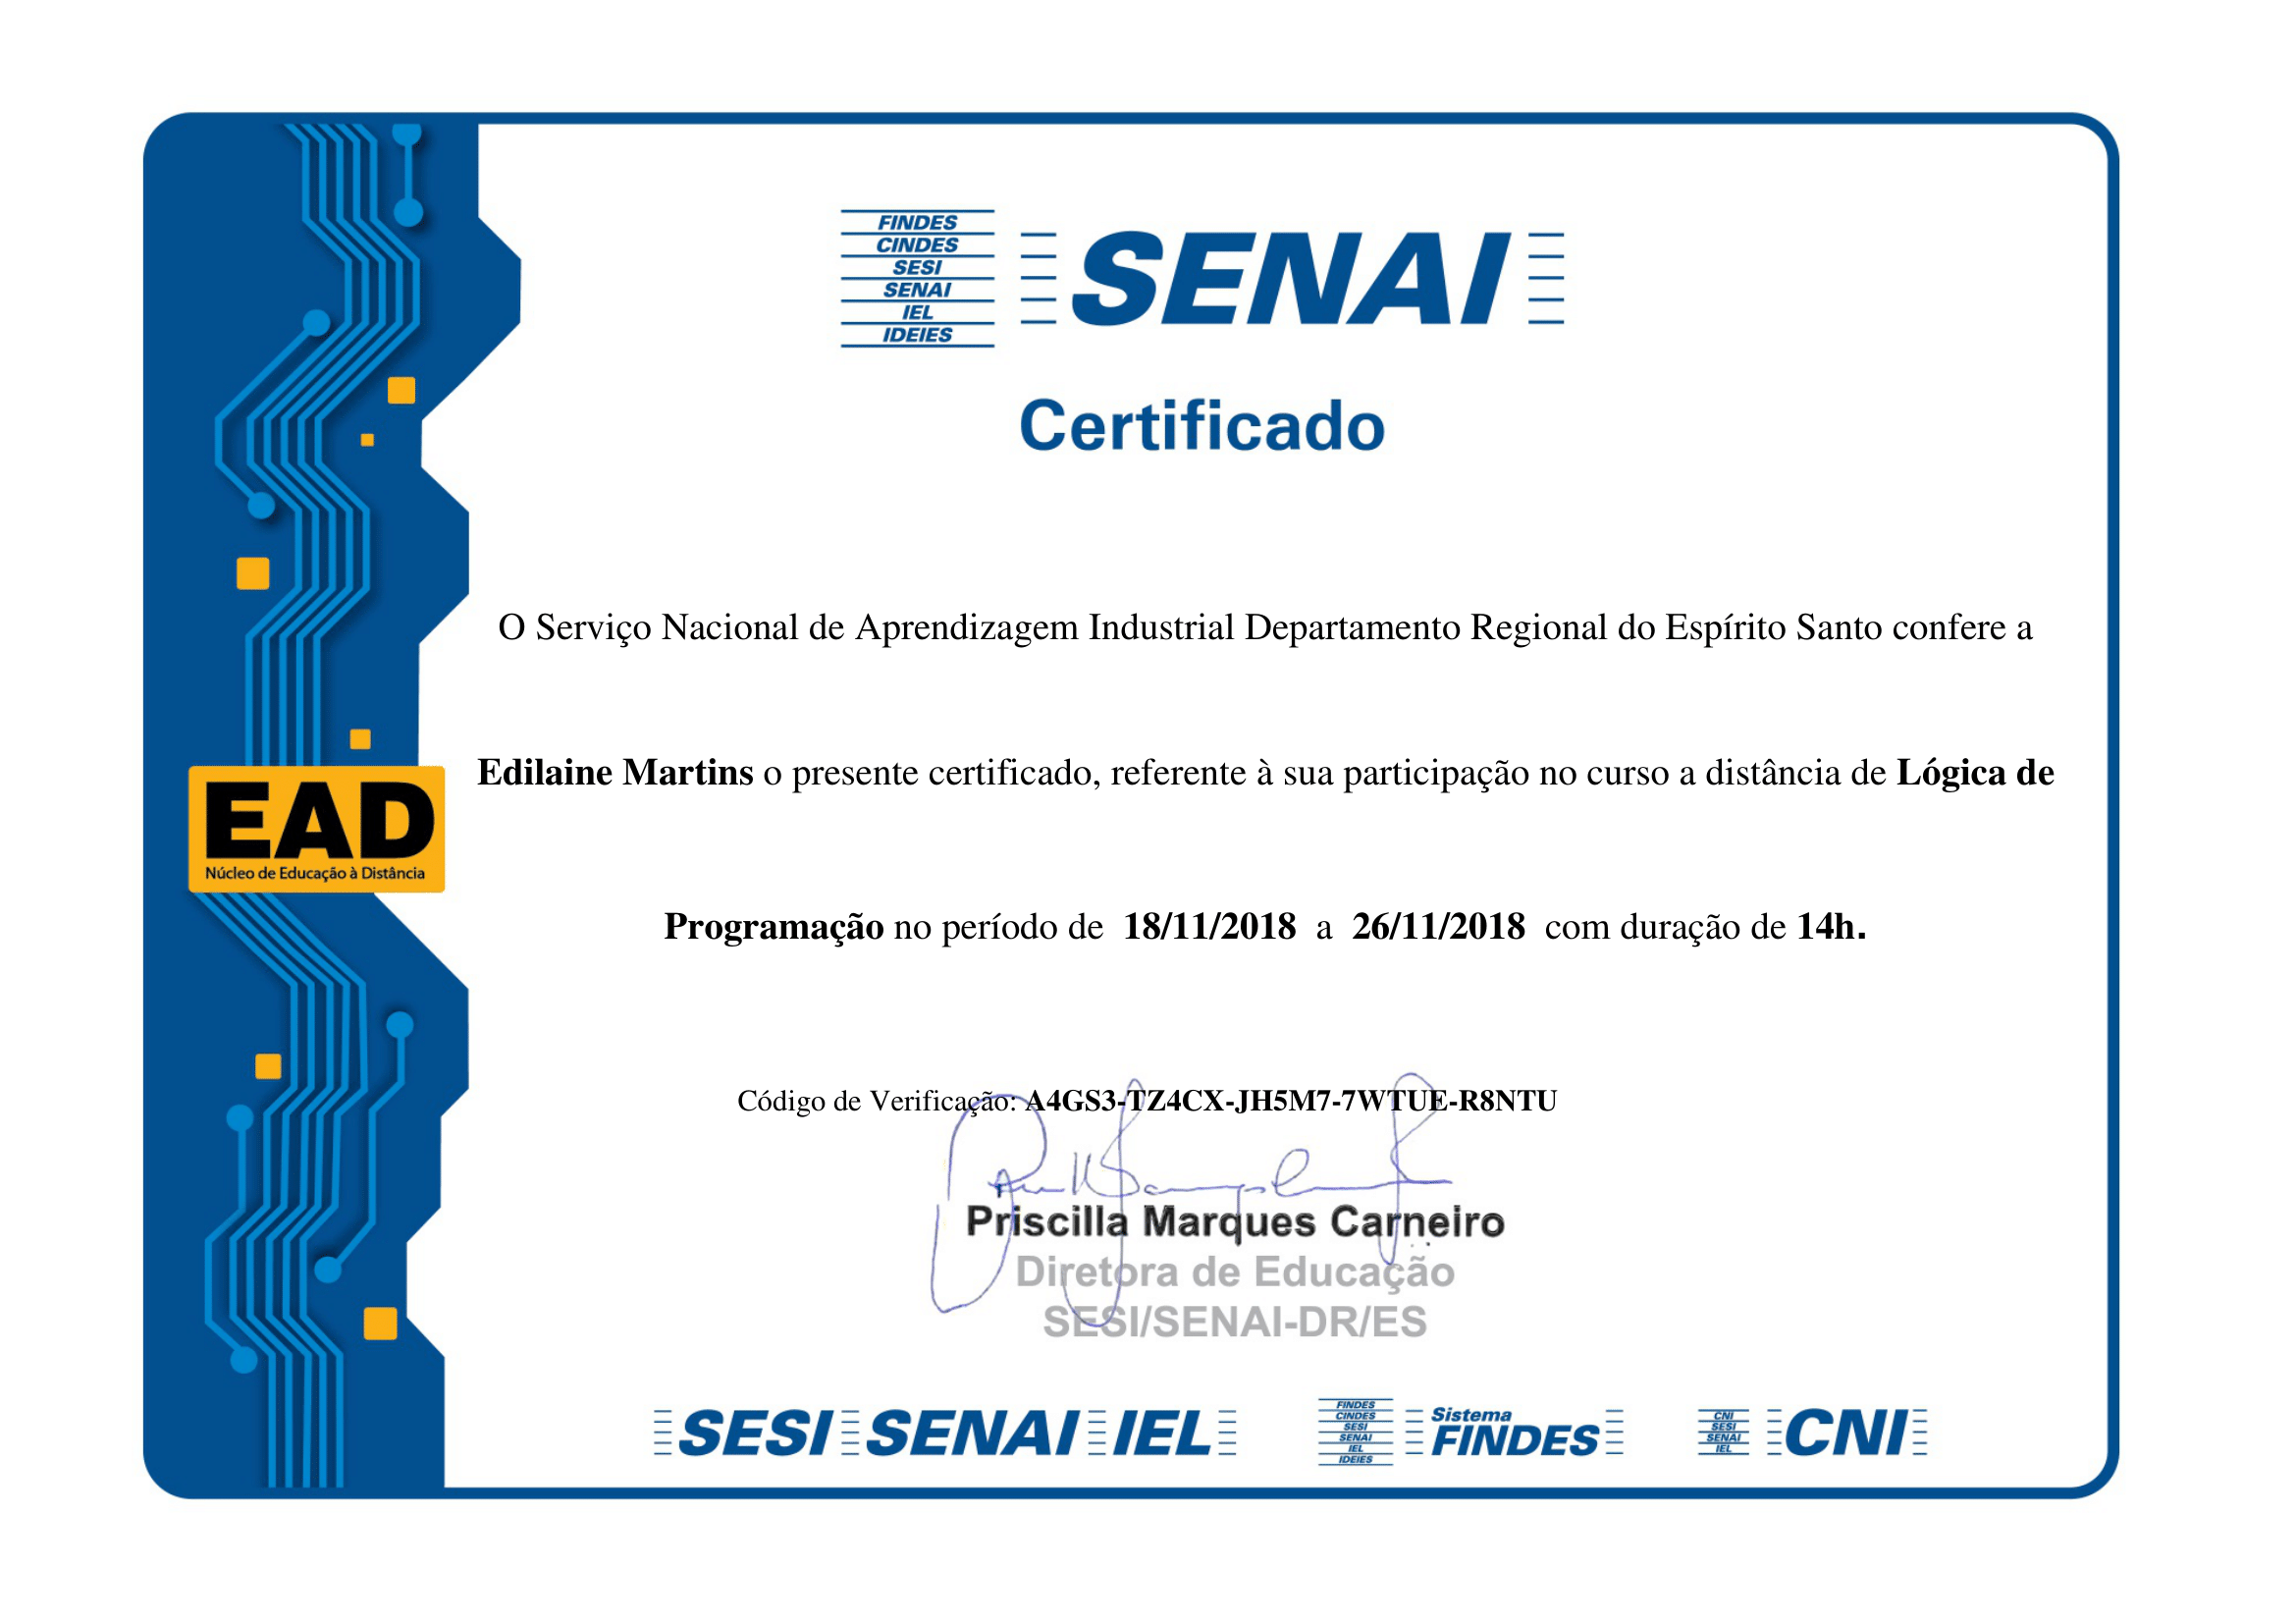 FINDES
CINDES
SESI
SENAI
IEL
IDEIES
SENAI
Certificado
O Serviço Nacional de Aprendizagem Industrial Departamento Regional do Espírito Santo confere a
Edilaine Martins o presente certificado, referente à sua participação no curso a distância de Lógica de
Programação no período de 18/11/2018 a 26/11/2018 com duração de 14h.
EAD
Núcleo de Educação à Distância
Código de Verificação: A4GS3-TZ4CX-JH5M7-7WTUE-R8NTU
Priscilla Marques Carneiro
Diretora de Educação
SESI/SENAI-DR/ES
SESI SENAI IEL
FINDES
CINDES
SESI
SENAI
IEL
IDEIES
Sistema
FINDES
CNI
SESI
SENAI
IEL
CNI